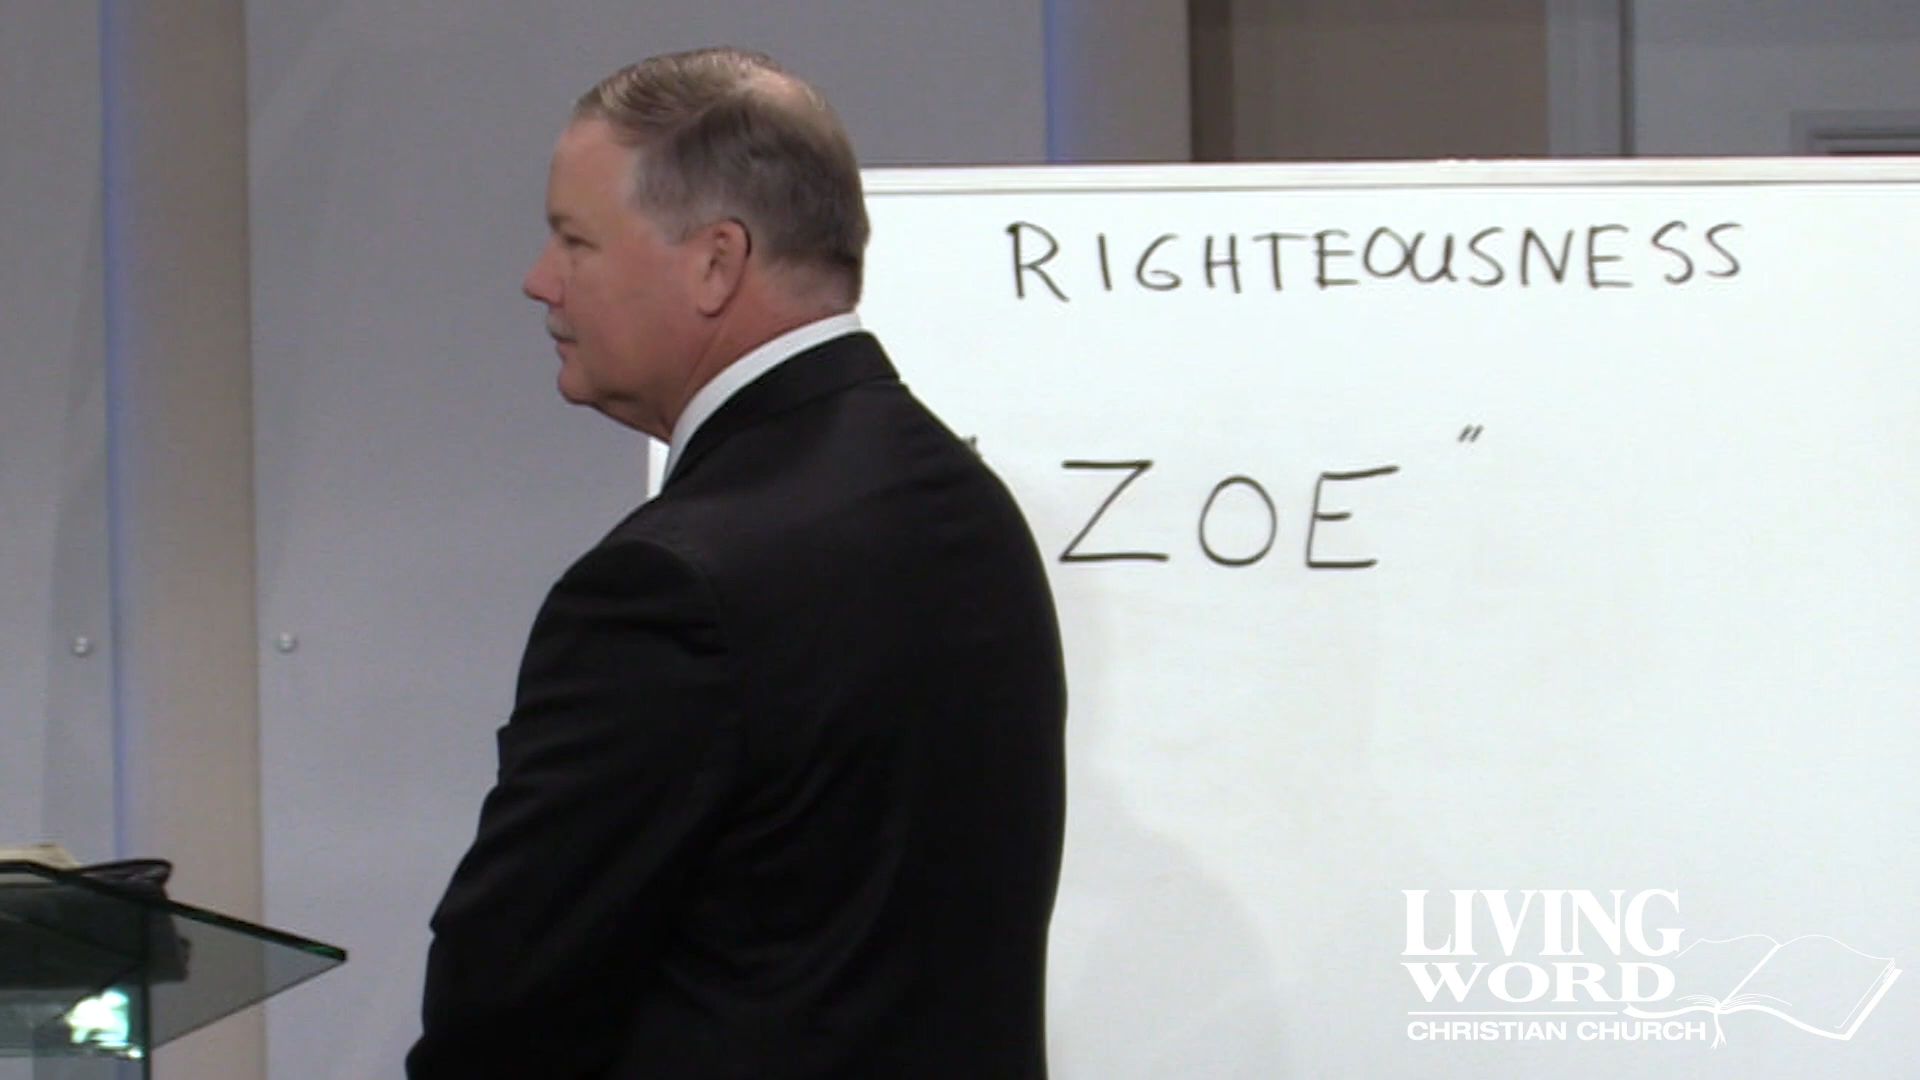 RIGHTEOUSNESS
" ZOE "
LIVING
WORD
CHRISTIAN CHURCH